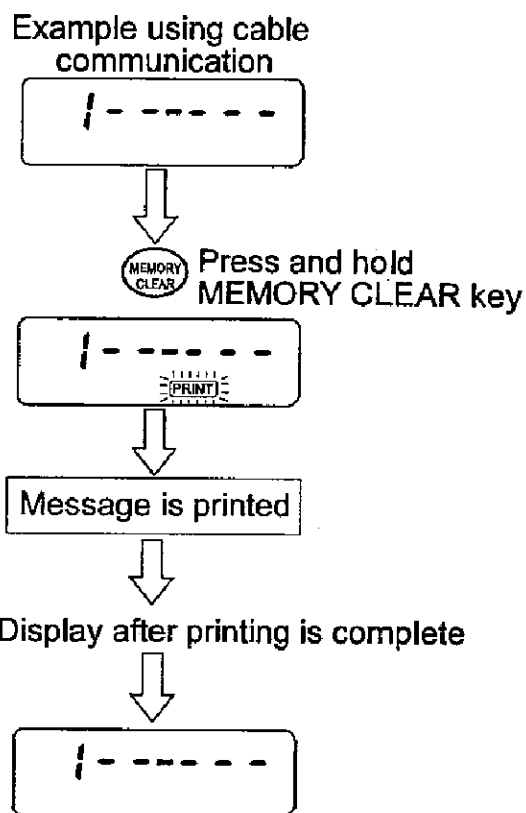 Example using cable
communication
1 - - - - - -
MEMORY
CLEAR
Press and hold
MEMORY CLEAR key
1 - - - - - -
PRINT
Message is printed
Display after printing is complete
1 - - - - - -